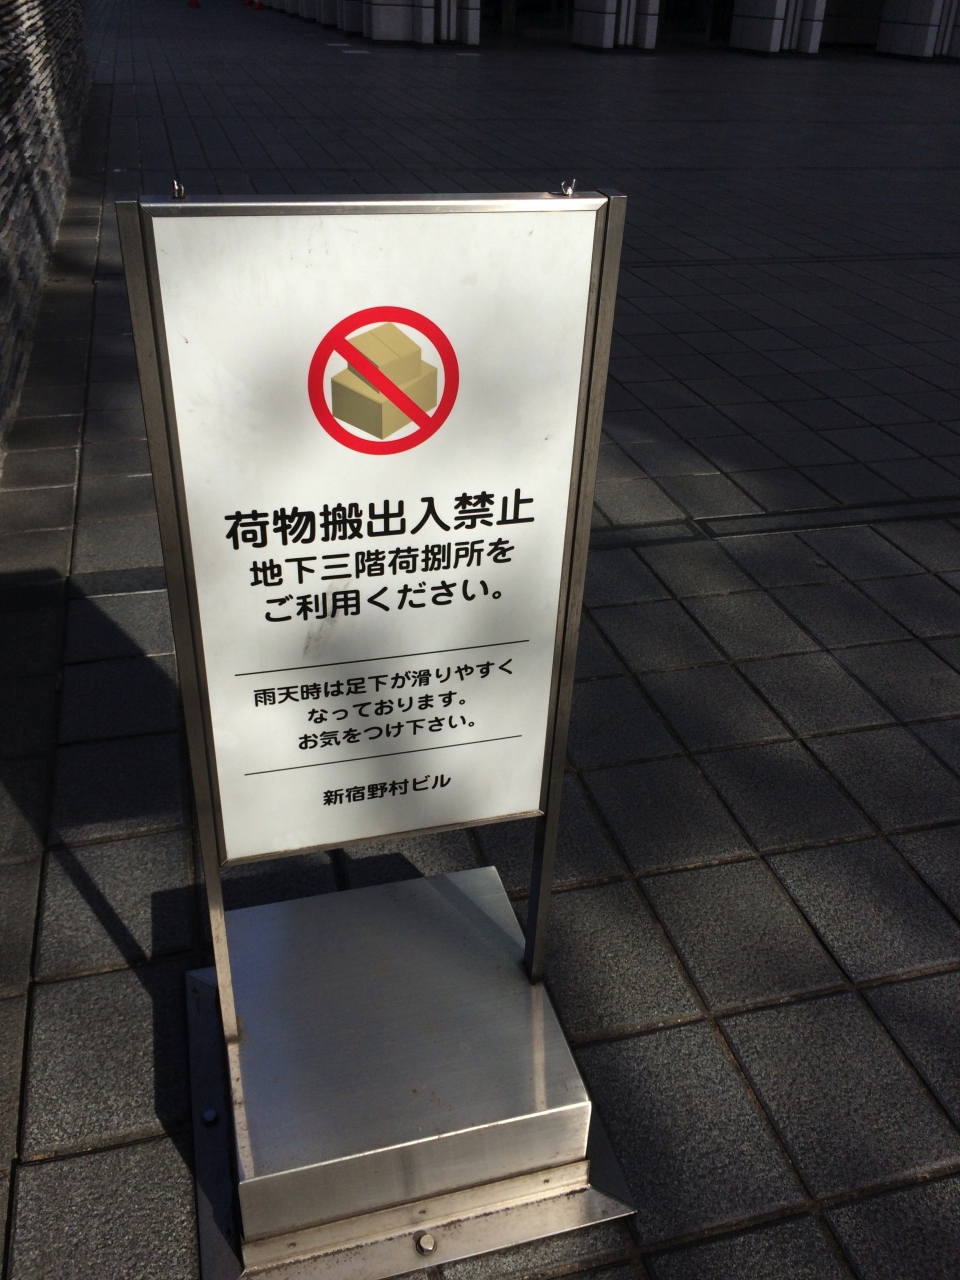 荷物搬出入禁止
地下三階荷捌所を
ご利用ください。
雨天時は足下が滑りやすく
なっております。
お気をつけ下さい。
新宿野村ビル